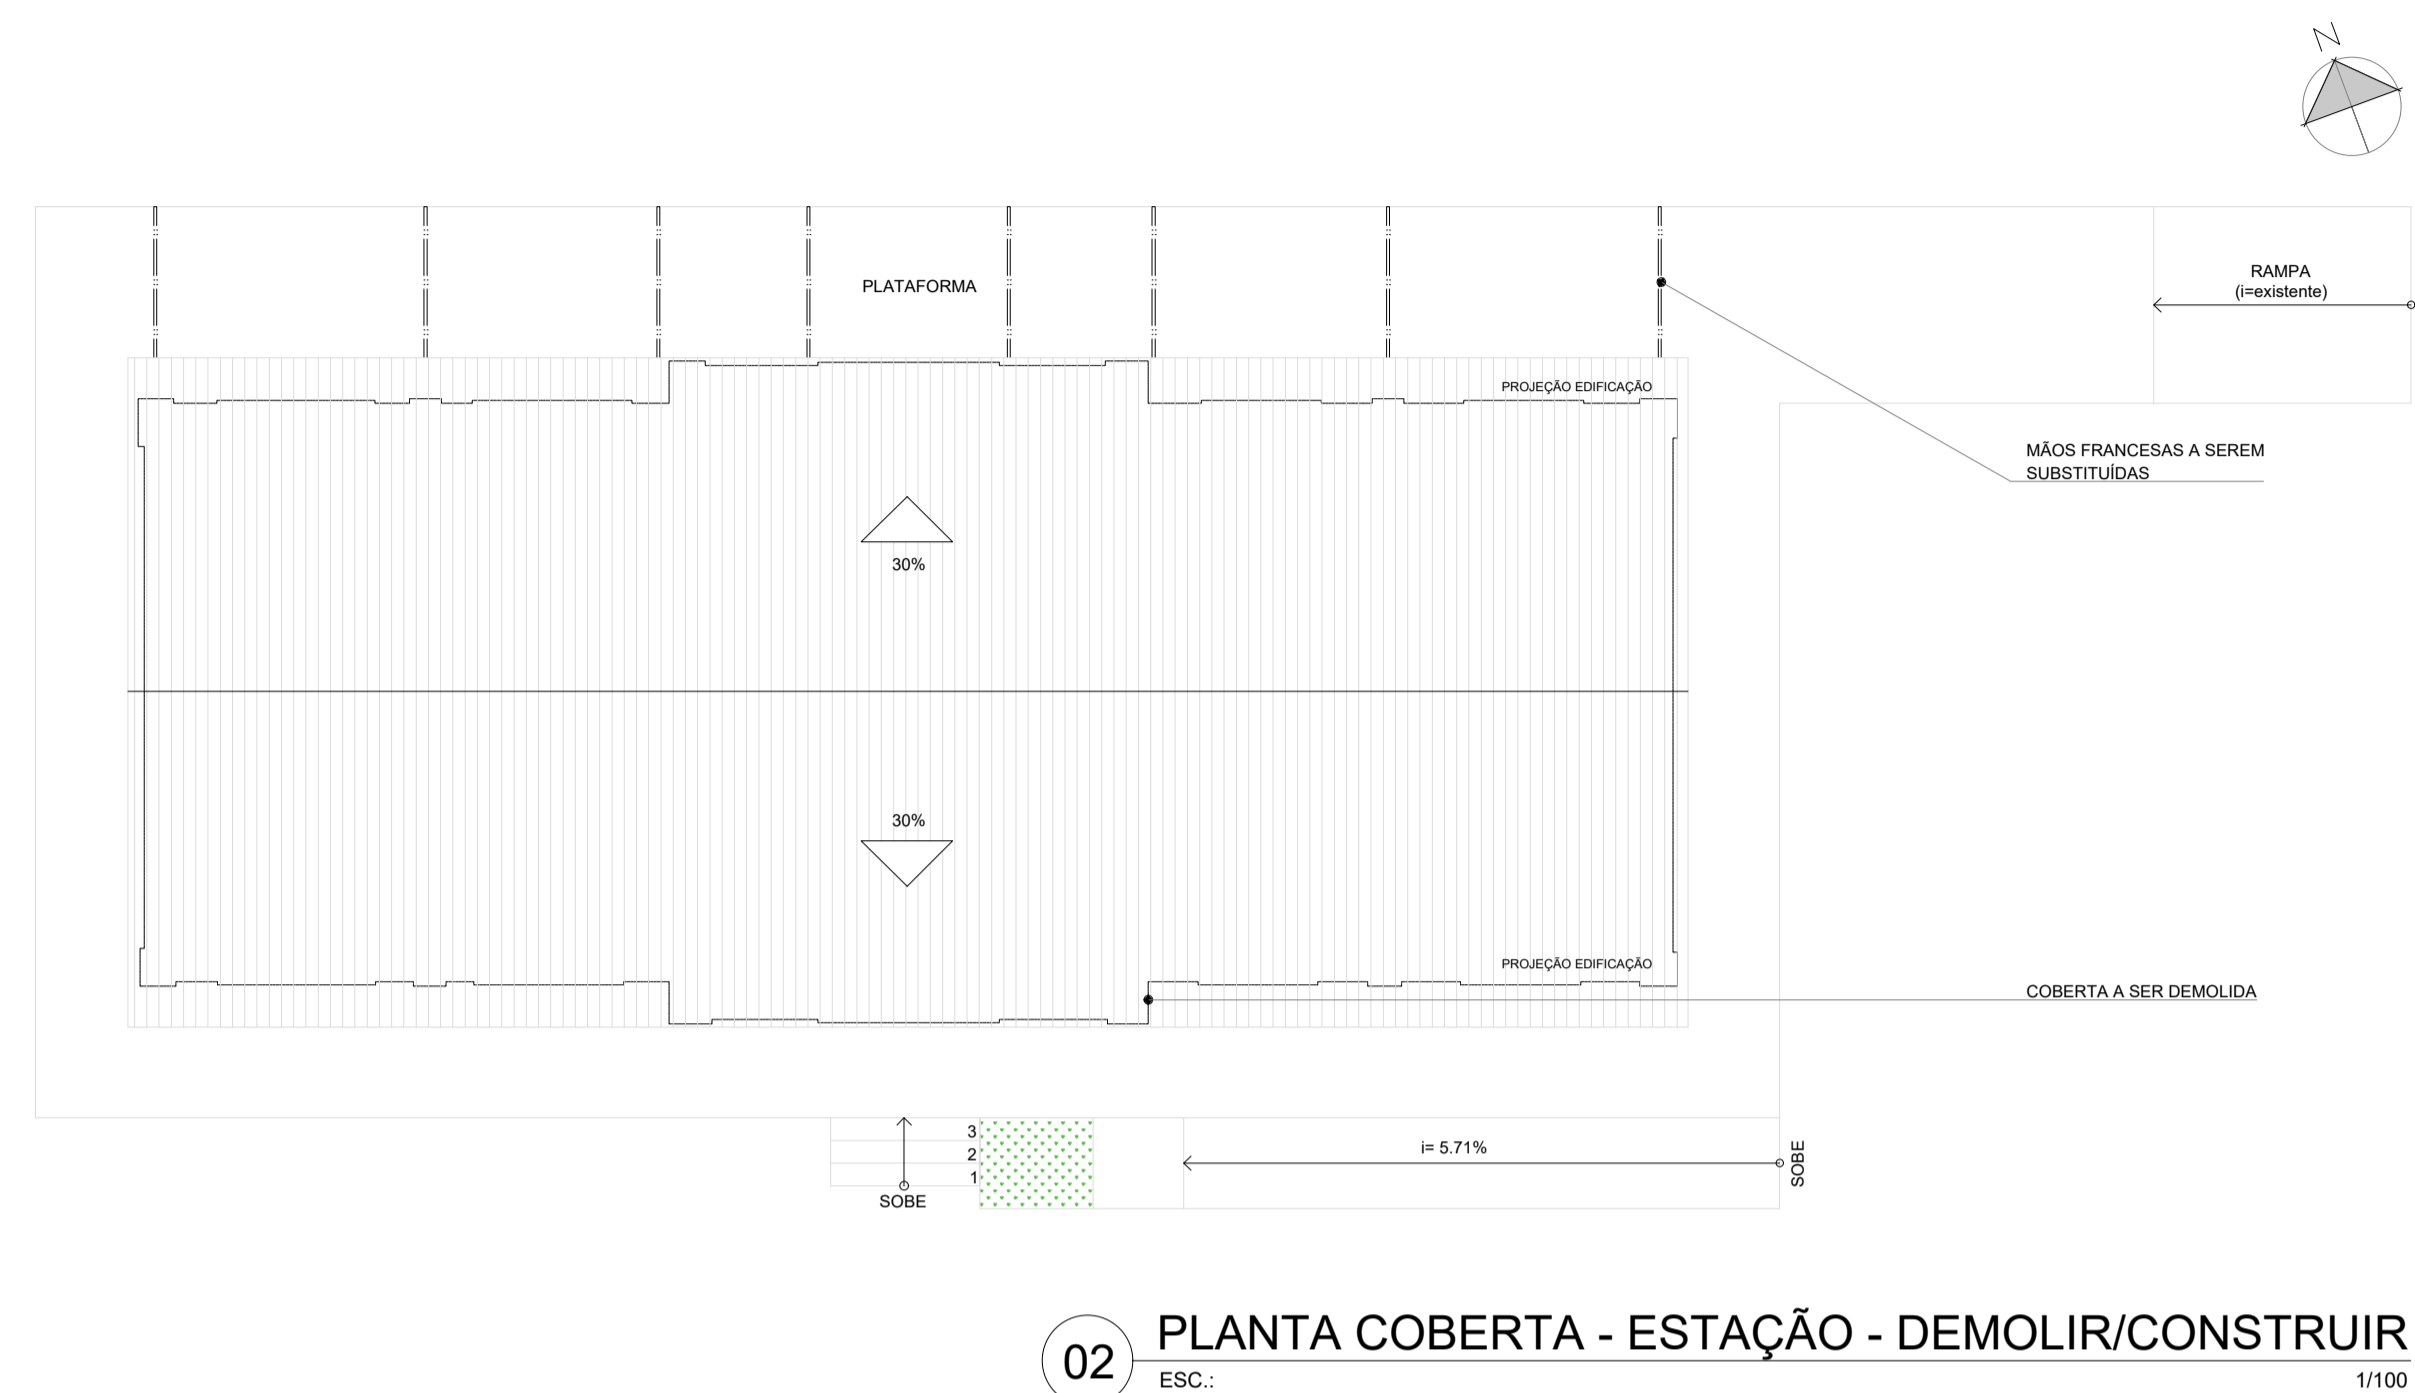 N
PLATAFORMA
RAMPA
(i=existente)
PROJEÇÃO EDIFICAÇÃO
MÃOS FRANCESAS A SEREM
SUBSTITUÍDAS
30%
30%
PROJEÇÃO EDIFICAÇÃO
COBERTA A SER DEMOLIDA
3
2
1
SOBE
i= 5.71%
SOBE
02
PLANTA COBERTA - ESTAÇÃO - DEMOLIR/CONSTRUIR
ESC.:
1/100